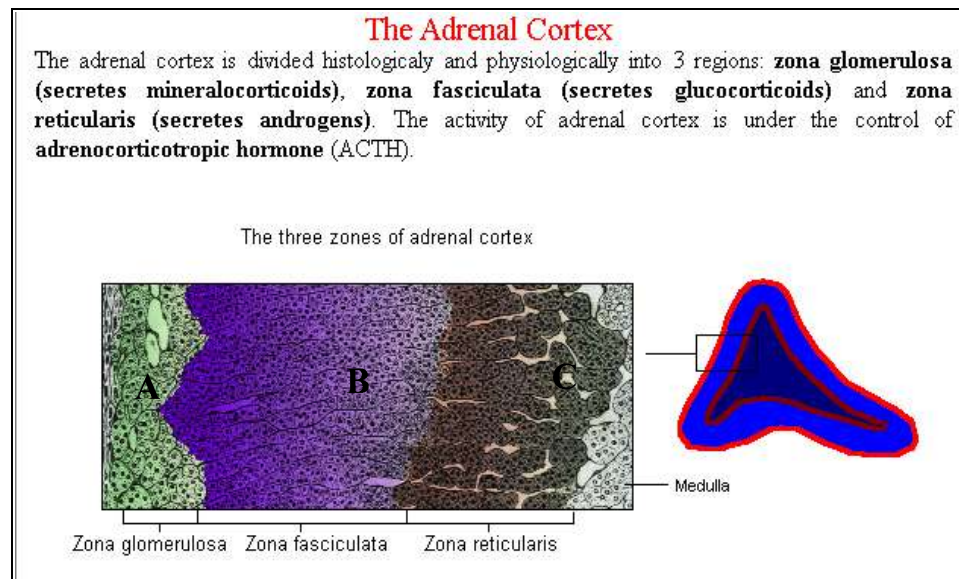 The Adrenal Cortex
The adrenal cortex is divided histologicaly and physiologically into 3 regions: zona glomerulosa
(secretes mineralocorticoids), zona fasciculata (secretes glucocorticoids) and zona
reticularis (secretes androgens). The activity of adrenal cortex is under the control of
adrenocorticotropic hormone (ACTH).
The three zones of adrenal cortex
A B C
Medulla
Zona glomerulosa Zona fasciculata Zona reticularis